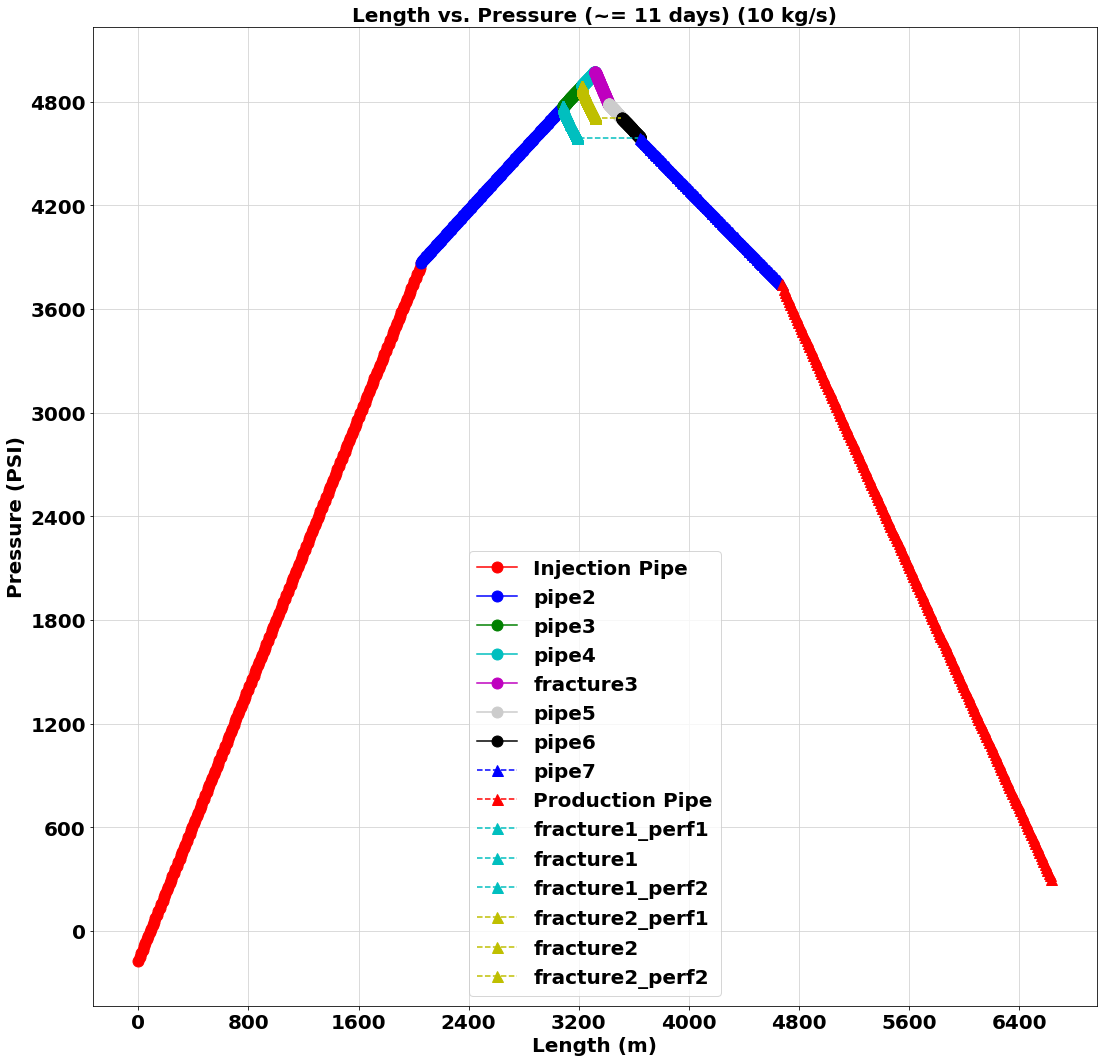 Length vs. Pressure (~= 11 days) (10 kg/s)
Pressure (PSI)
4800
4200
3600
3000
2400
1800
1200
600
0
Injection Pipe
pipe2
pipe3
pipe4
fracture3
pipe5
pipe6
pipe7
Production Pipe
fracture1_perf1
fracture1
fracture1_perf2
fracture2_perf1
fracture2
fracture2_perf2
0 800 1600 2400 3200 4000 4800 5600 6400
Length (m)